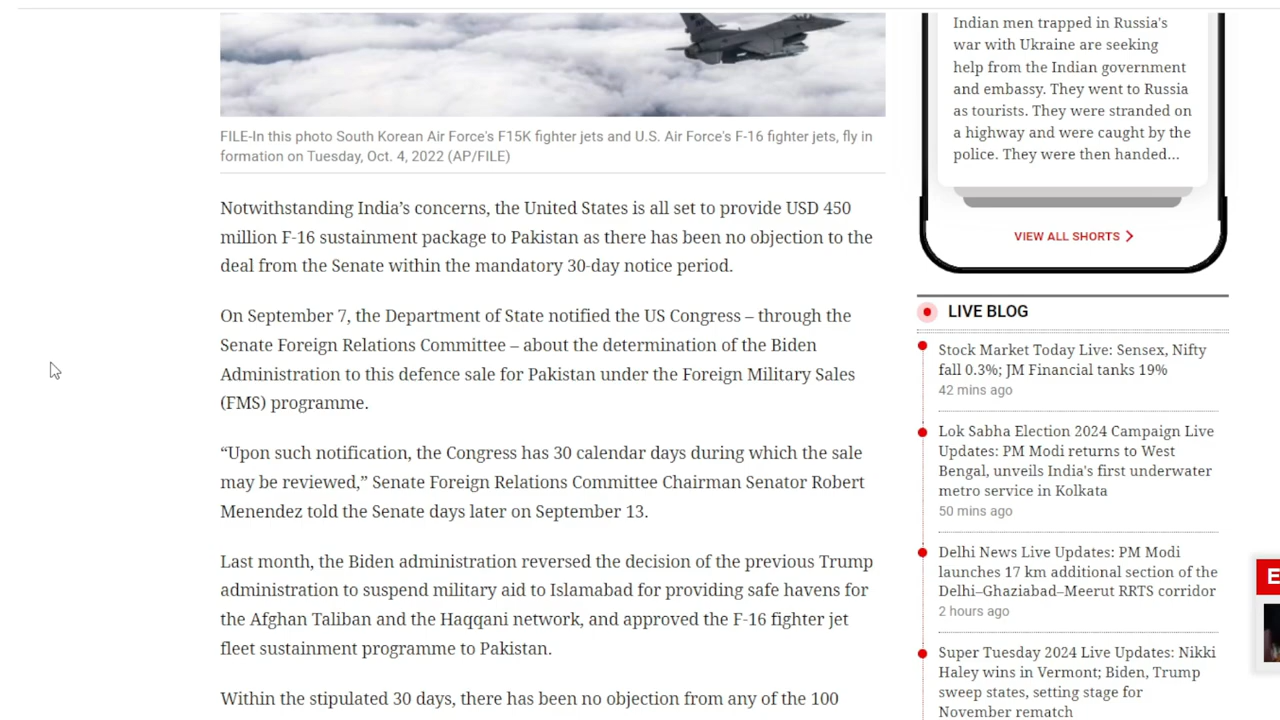 FILE-In this photo South Korean Air Force's F15K fighter jets and U.S. Air Force's F-16 fighter jets, fly in
formation on Tuesday, Oct. 4, 2022 (AP/FILE)
Notwithstanding India’s concerns, the United States is all set to provide USD 450
million F-16 sustainment package to Pakistan as there has been no objection to the
deal from the Senate within the mandatory 30-day notice period.
On September 7, the Department of State notified the US Congress – through the
Senate Foreign Relations Committee – about the determination of the Biden
Administration to this defence sale for Pakistan under the Foreign Military Sales
(FMS) programme.
“Upon such notification, the Congress has 30 calendar days during which the sale
may be reviewed,” Senate Foreign Relations Committee Chairman Senator Robert
Menendez told the Senate days later on September 13.
Last month, the Biden administration reversed the decision of the previous Trump
administration to suspend military aid to Islamabad for providing safe havens for
the Afghan Taliban and the Haqqani network, and approved the F-16 fighter jet
fleet sustainment programme to Pakistan.
Within the stipulated 30 days, there has been no objection from any of the 100
Indian men trapped in Russia's
war with Ukraine are seeking
help from the Indian government
and embassy. They went to Russia
as tourists. They were stranded on
a highway and were caught by the
police. They were then handed...
VIEW ALL SHORTS
LIVE BLOG
Stock Market Today Live: Sensex, Nifty
fall 0.3%; JM Financial tanks 19%
42 mins ago
Lok Sabha Election 2024 Campaign Live
Updates: PM Modi returns to West
Bengal, unveils India's first underwater
metro service in Kolkata
50 mins ago
Delhi News Live Updates: PM Modi
launches 17 km additional section of the
Delhi–Ghaziabad–Meerut RRTS corridor
2 hours ago
Super Tuesday 2024 Live Updates: Nikki
Haley wins in Vermont; Biden, Trump
sweep states, setting stage for
November rematch